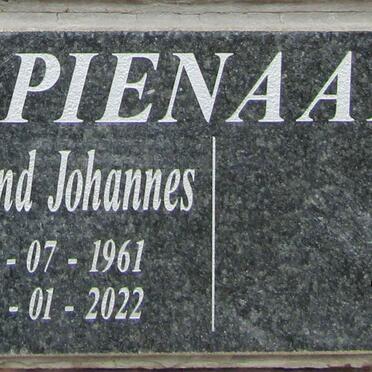 PIENAA
nd Johannes
- 07 - 1961
- 01 - 2022